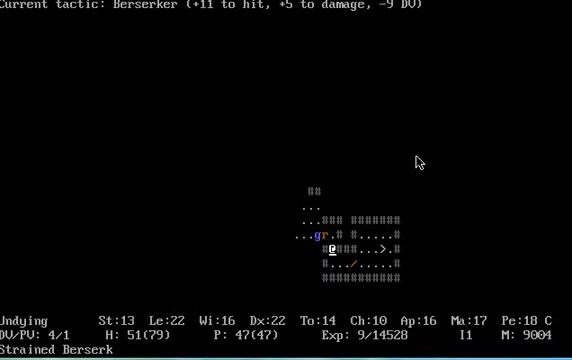 Current tactic: Berserker (+11 to hit, +5 to damage, -9 DV)
##
...
...### #######
...gr.# #.....#
#@###...>.#
#.../.....#
###########
Undying St:13 Le:22 Wi:16 Dx:22 To:14 Ch:10 Ap:16 Ma:17 Pe:18 C
DV/PV: 4/1 H: 51(79) P: 47(47) Exp: 9/14528 I1 M: 9004
Strained Berserk